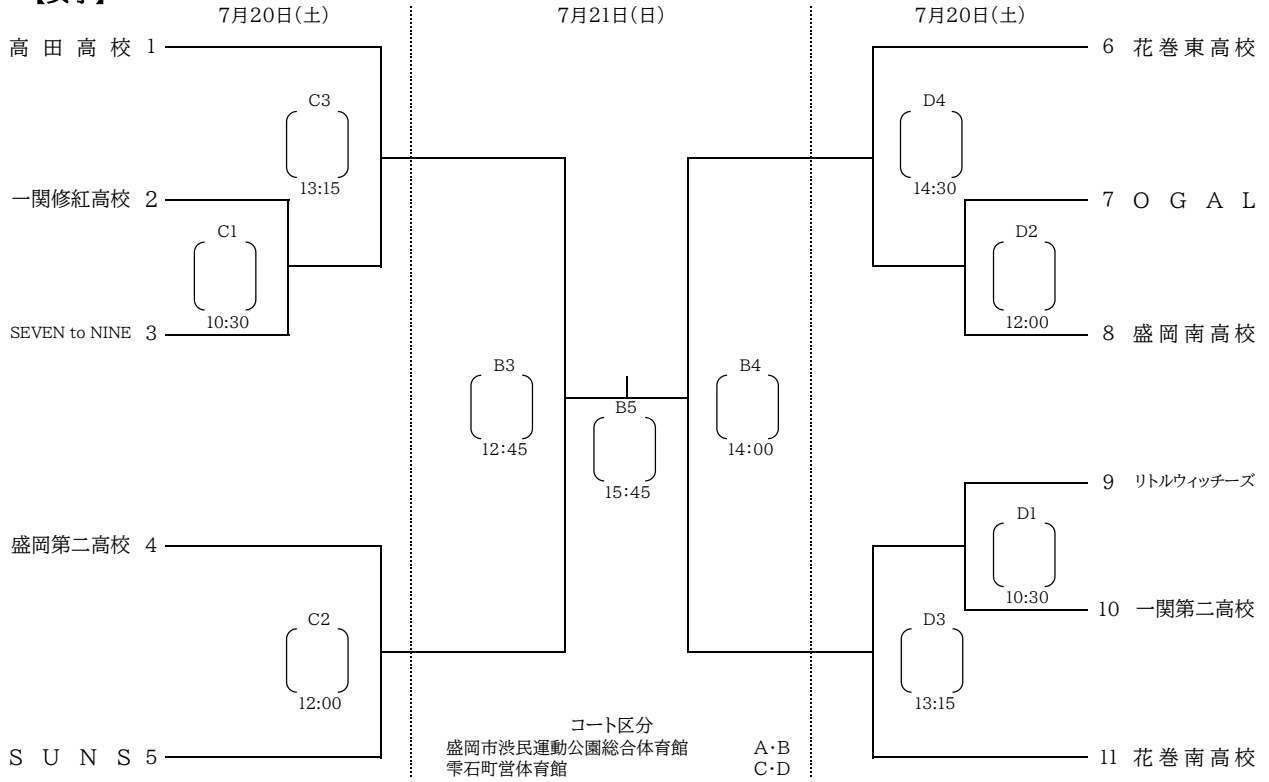 7月20日(土) 7月21日(日) 7月20日(土)
高田高校 1
6 花巻東高校
C3
D4
13:15
14:30
一関修紅高校 2
7 OGAL
C1
D2
10:30
12:00
SEVEN to NINE 3
8 盛岡南高校
B3
B4
B5
12:45
14:00
15:45
9 リトルウィッチーズ
D1
盛岡第二高校 4
10:30
10 一関第二高校
C2
D3
12:00
13:15
コート区分
盛岡市渋民運動公園総合体育館 A・B
雫石町営体育館 C・D
SUNS 5
11 花巻南高校